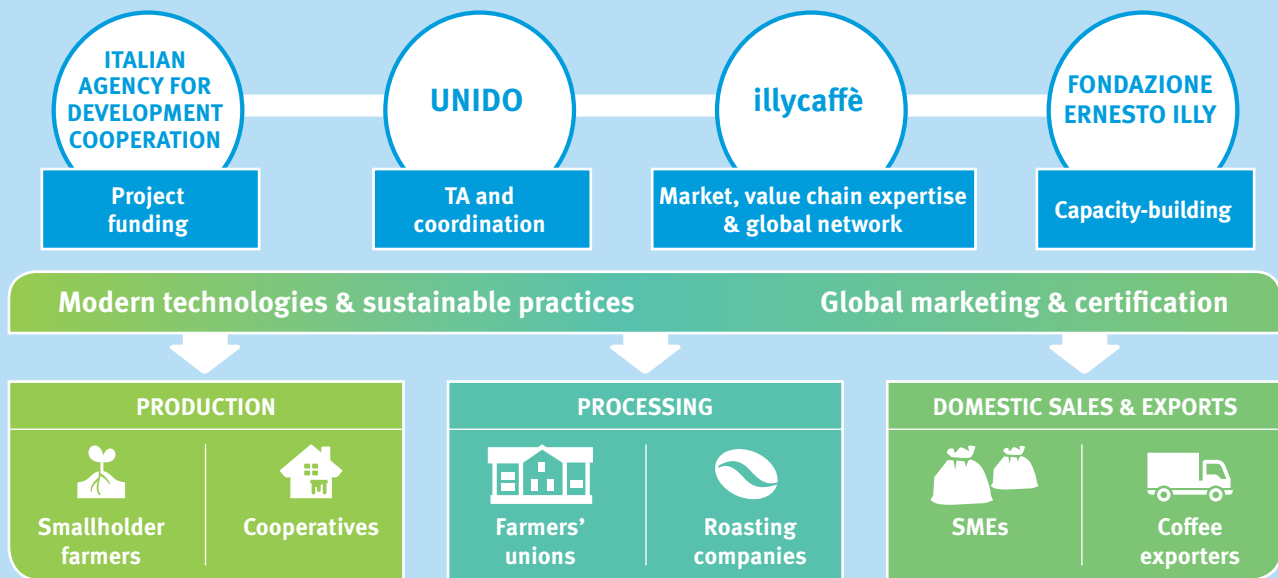 ITALIAN
AGENCY FOR
DEVELOPMENT
COOPERATION
UNIDO
illycaffè
FONDAZIONE
ERNESTO ILLY
Project
funding
TA and
coordination
Market, value chain expertise
& global network
Capacity-building
Modern technologies & sustainable practices
Global marketing & certification
PRODUCTION
Smallholder
farmers
Cooperatives
PROCESSING
Farmers'
unions
Roasting
companies
DOMESTIC SALES & EXPORTS
SMEs
Coffee
exporters